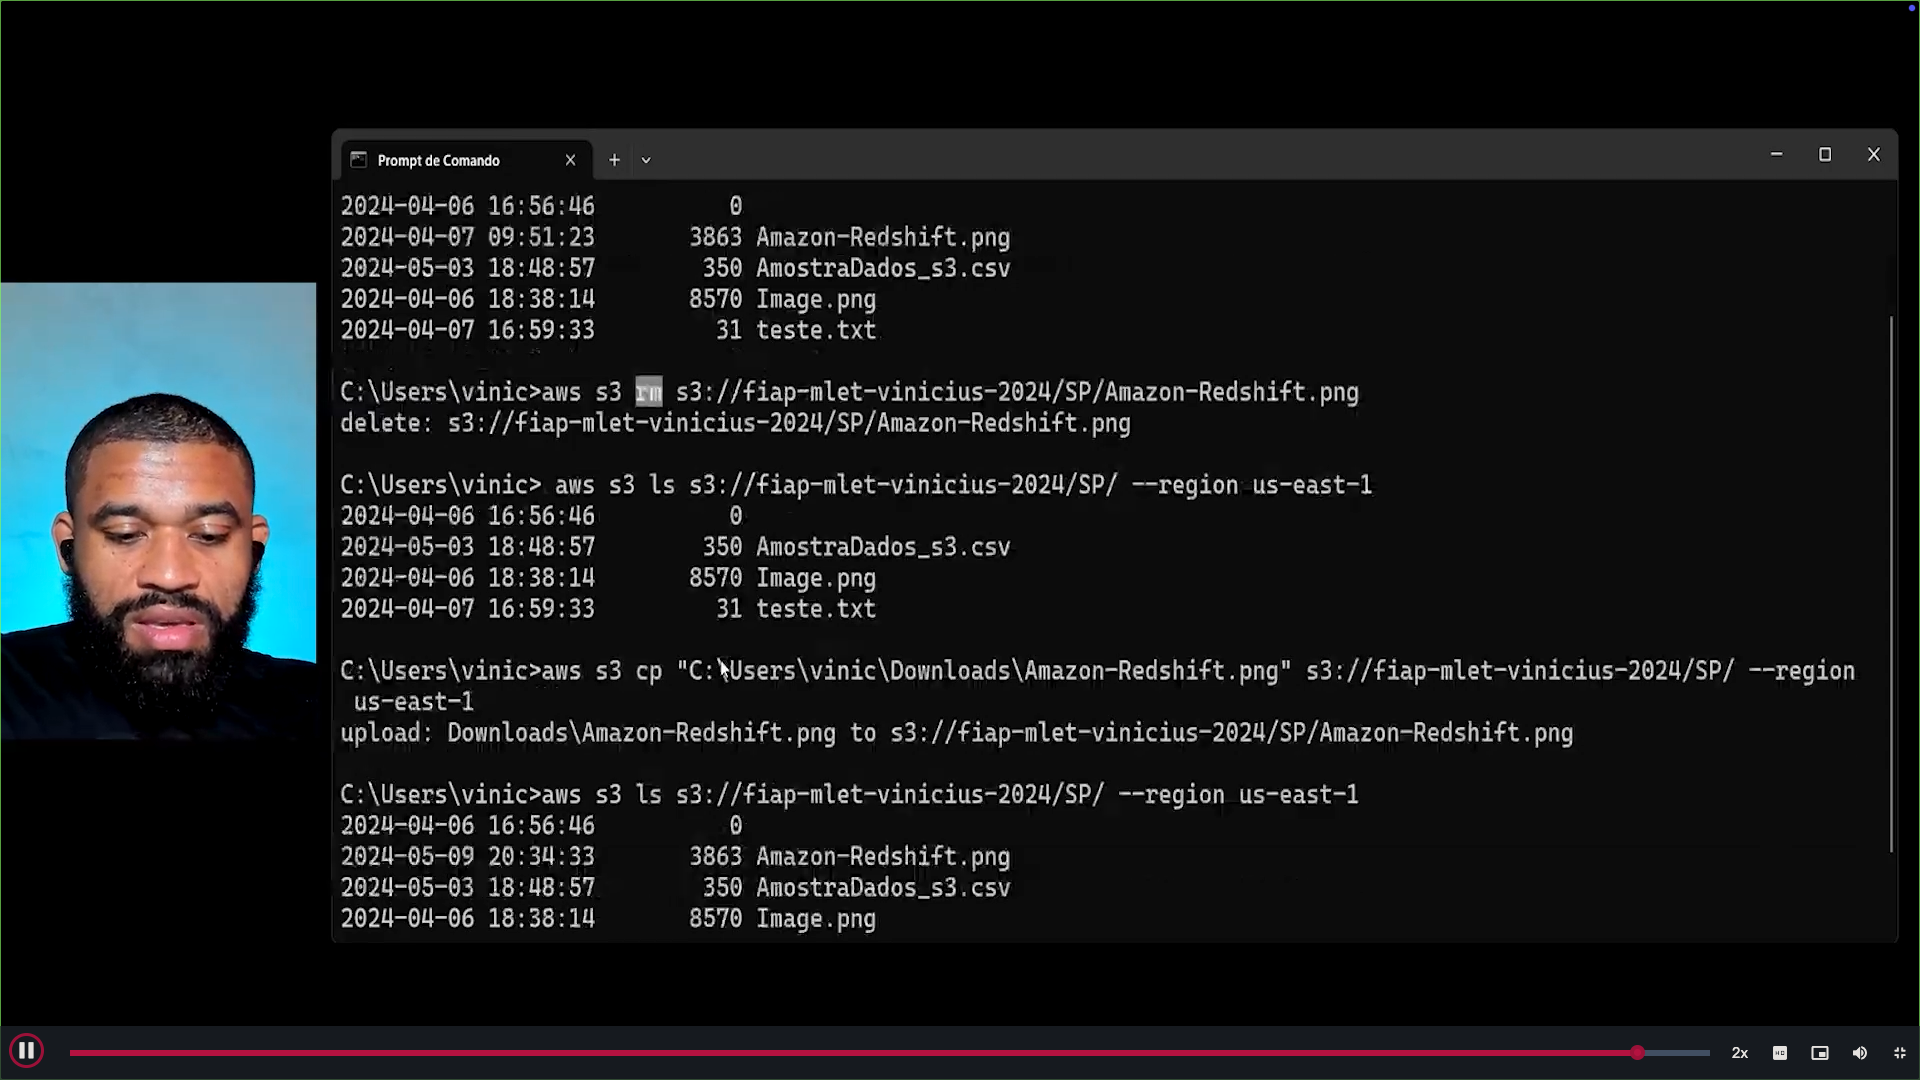 Prompt de Comando
2024-04-06 16:56:46 0
2024-04-07 09:51:23 3863 Amazon-Redshift.png
2024-05-03 18:48:57 350 AmostraDados_s3.csv
2024-04-06 18:38:14 8570 Image.png
2024-04-07 16:59:33 31 teste.txt
C:\Users\vinic>aws s3 rm s3://fiap-mlet-vinicius-2024/SP/Amazon-Redshift.png
delete: s3://fiap-mlet-vinicius-2024/SP/Amazon-Redshift.png
C:\Users\vinic> aws s3 ls s3://fiap-mlet-vinicius-2024/SP/ --region us-east-1
2024-04-06 16:56:46 0
2024-05-03 18:48:57 350 AmostraDados_s3.csv
2024-04-06 18:38:14 8570 Image.png
2024-04-07 16:59:33 31 teste.txt
C:\Users\vinic>aws s3 cp "C:\Users\vinic\Downloads\Amazon-Redshift.png" s3://fiap-mlet-vinicius-2024/SP/ --region
us-east-1
upload: Downloads\Amazon-Redshift.png to s3://fiap-mlet-vinicius-2024/SP/Amazon-Redshift.png
C:\Users\vinic>aws s3 ls s3://fiap-mlet-vinicius-2024/SP/ --region us-east-1
2024-04-06 16:56:46 0
2024-05-09 20:34:33 3863 Amazon-Redshift.png
2024-05-03 18:48:57 350 AmostraDados_s3.csv
2024-04-06 18:38:14 8570 Image.png
2x
HD